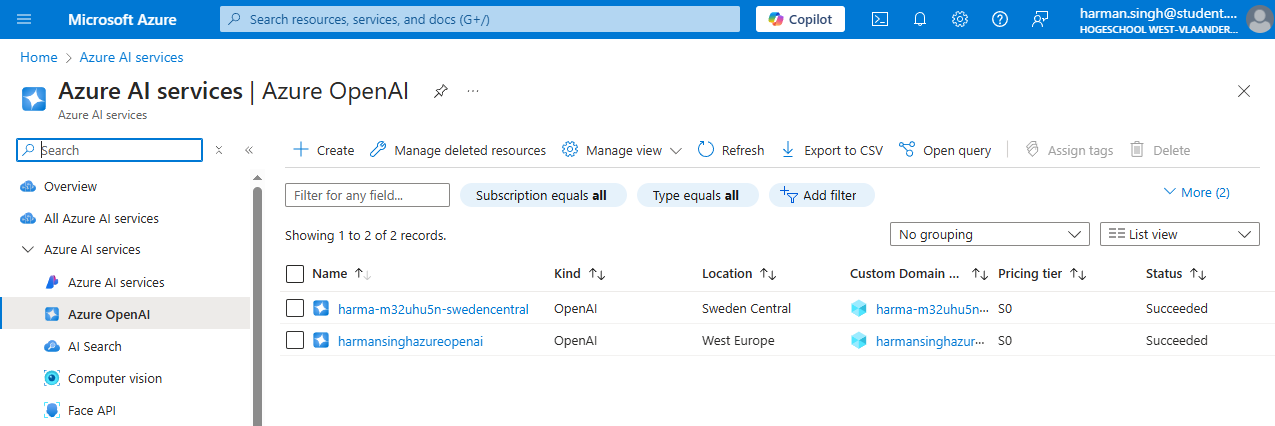 Microsoft Azure
Search resources, services, and docs (G+/)
Copilot
harman.singh@student....
HOGESCHOOL WEST-VLAANDER...
Home > Azure AI services
Azure AI services | Azure OpenAI
Azure AI services
Search
Create
Manage deleted resources
Manage view
Refresh
Export to CSV
Open query
Assign tags
Delete
Overview
All Azure AI services
Azure AI services
Azure AI services
Azure OpenAI
AI Search
Computer vision
Face API
Filter for any field...
Subscription equals all
Type equals all
Add filter
More (2)
Showing 1 to 2 of 2 records.
No grouping
List view
Name Kind Location Custom Domain ... Pricing tier Status
harma-m32uhu5n-swedencentral OpenAI Sweden Central harma-m32uhu5n... S0 Succeeded
harmansinghazureopenai OpenAI West Europe harmansinghazur... S0 Succeeded